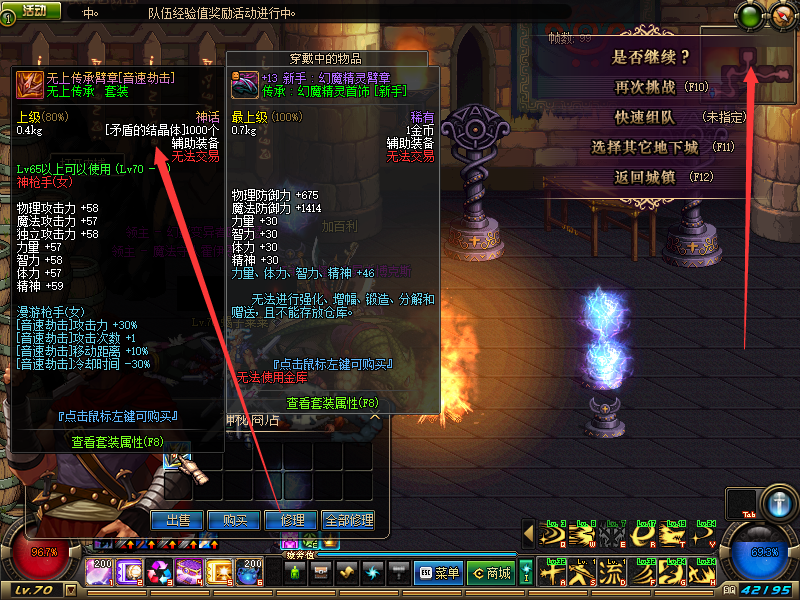 活动
中。
队伍经验值奖励活动进行中。
帧数: 99
是否继续？
再次挑战 (F10)
快速组队 (未指定)
选择其它地下城 (F11)
返回城镇 (F12)
无上传承臂章[音速劫击]
无上传承 套装
上级(80%) 神话
0.4kg [矛盾的结晶体]1000个
辅助装备
无法交易
Lv65以上可以使用 (Lv70 ~
神枪手(女)
物理攻击力 +58
魔法攻击力 +57
独立攻击力 +58
力量 +57
智力 +58
体力 +57
精神 +59
漫游枪手(女)
[音速劫击]攻击力 +30%
[音速劫击]攻击次数 +1
[音速劫击]移动距离 +10%
[音速劫击]冷却时间 -30%
『点击鼠标左键可购买』
查看套装属性(F8)
穿戴中的物品
+13 新手：幻魔精灵臂章
传承：幻魔精灵首饰 [新手]
最上级(100%) 稀有
0.7kg 1金币
辅助装备
无法交易
物理防御力 +675
魔法防御力 +1414
力量 +30
智力 +30
体力 +30
精神 +30
力量、体力、智力、精神 +46
无法进行强化、增幅、锻造、分解和
赠送，且不能存放仓库。
『点击鼠标左键可购买』
无法使用金库
查看套装属性(F8)
加百利
神秘商店
出售
购买
修理
全部修理
疲劳值
96.7%
69.3%
Lv.70
200
200
ESC 菜单
商城
Tab
SP 42195